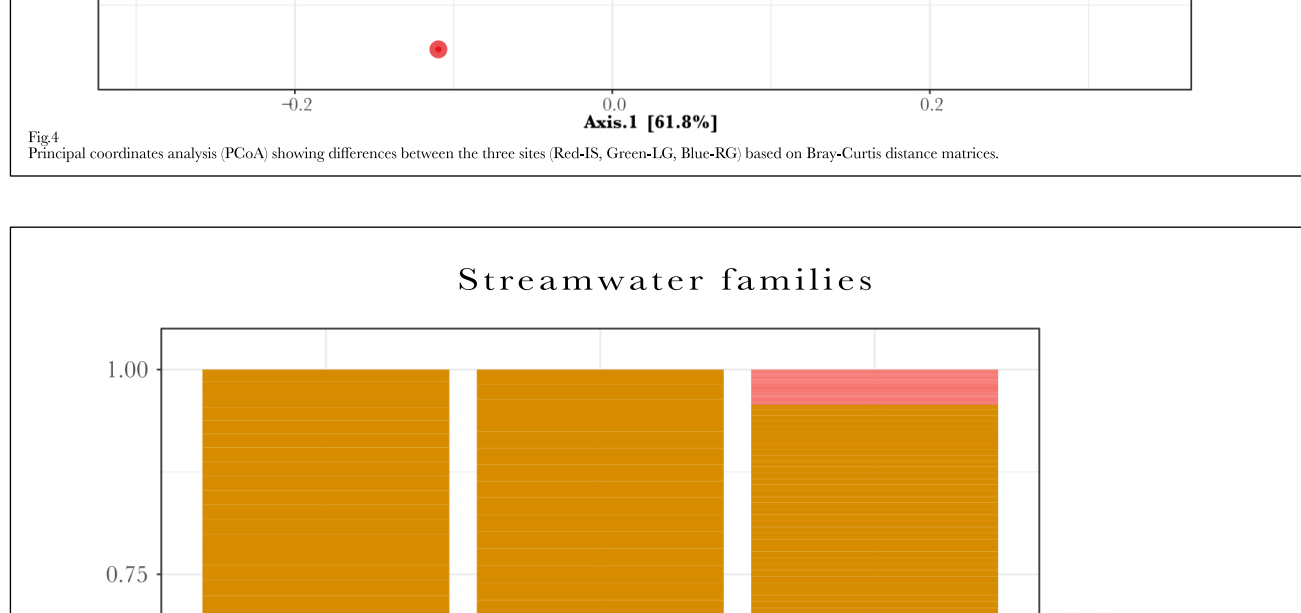 −0.2 0.0 0.2
Axis.1 [61.8%]
Fig.4
Principal coordinates analysis (PCoA) showing differences between the three sites (Red-IS, Green-LG, Blue-RG) based on Bray-Curtis distance matrices.
Streamwater families
1.00
0.75